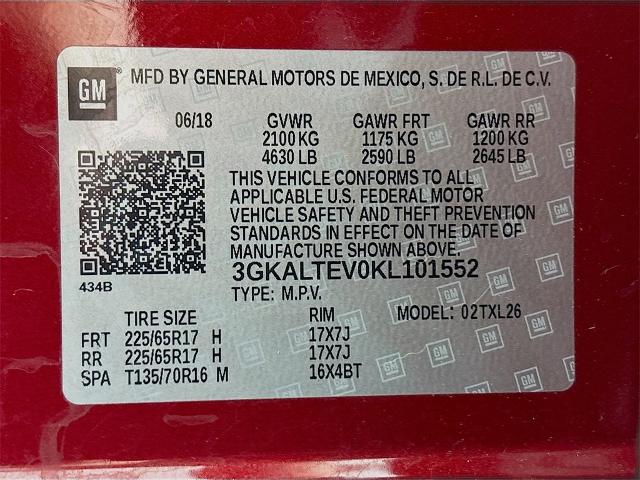 GM
MFD BY GENERAL MOTORS DE MEXICO, S. DE R.L. DE C.V.
06/18 GVWR GAWR FRT GAWR RR
2100 KG 1175 KG 1200 KG
4630 LB 2590 LB 2645 LB
THIS VEHICLE CONFORMS TO ALL
APPLICABLE U.S. FEDERAL MOTOR
VEHICLE SAFETY AND THEFT PREVENTION
STANDARDS IN EFFECT ON THE DATE OF
MANUFACTURE SHOWN ABOVE.
3GKALTEV0KL101552
434B
TYPE: M.P.V.
TIRE SIZE RIM MODEL: 02TXL26
FRT 225/65R17 H 17X7J
RR 225/65R17 H 17X7J
SPA T135/70R16 M 16X4BT